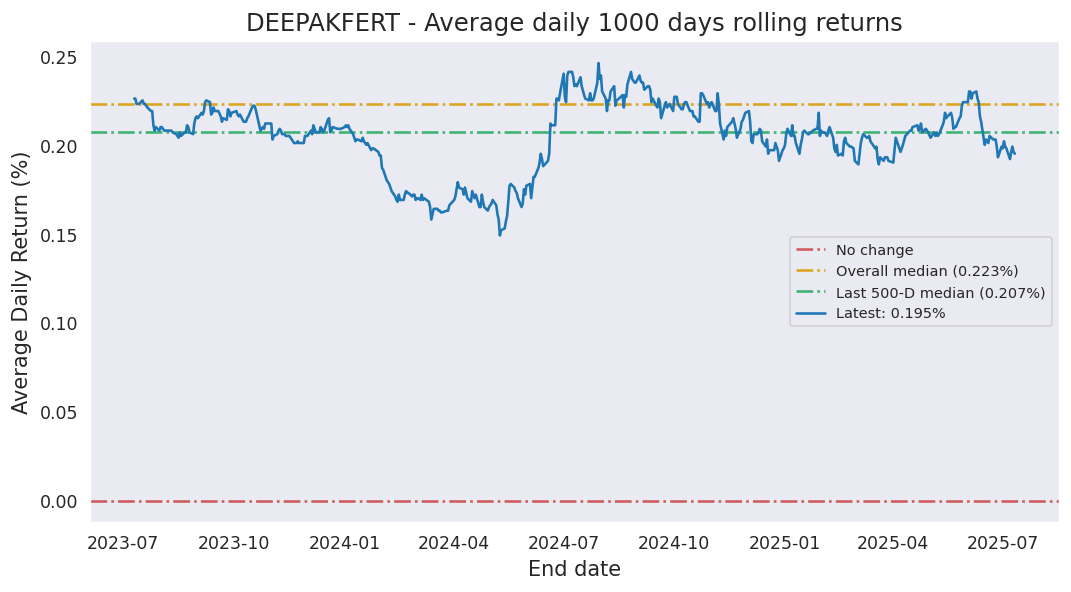 DEEPAKFERT - Average daily 1000 days rolling returns
Average Daily Return (%)
0.25
0.20
0.15
0.10
0.05
0.00
No change
Overall median (0.223%)
Last 500-D median (0.207%)
Latest: 0.195%
2023-07 2023-10 2024-01 2024-04 2024-07 2024-10 2025-01 2025-04 2025-07
End date